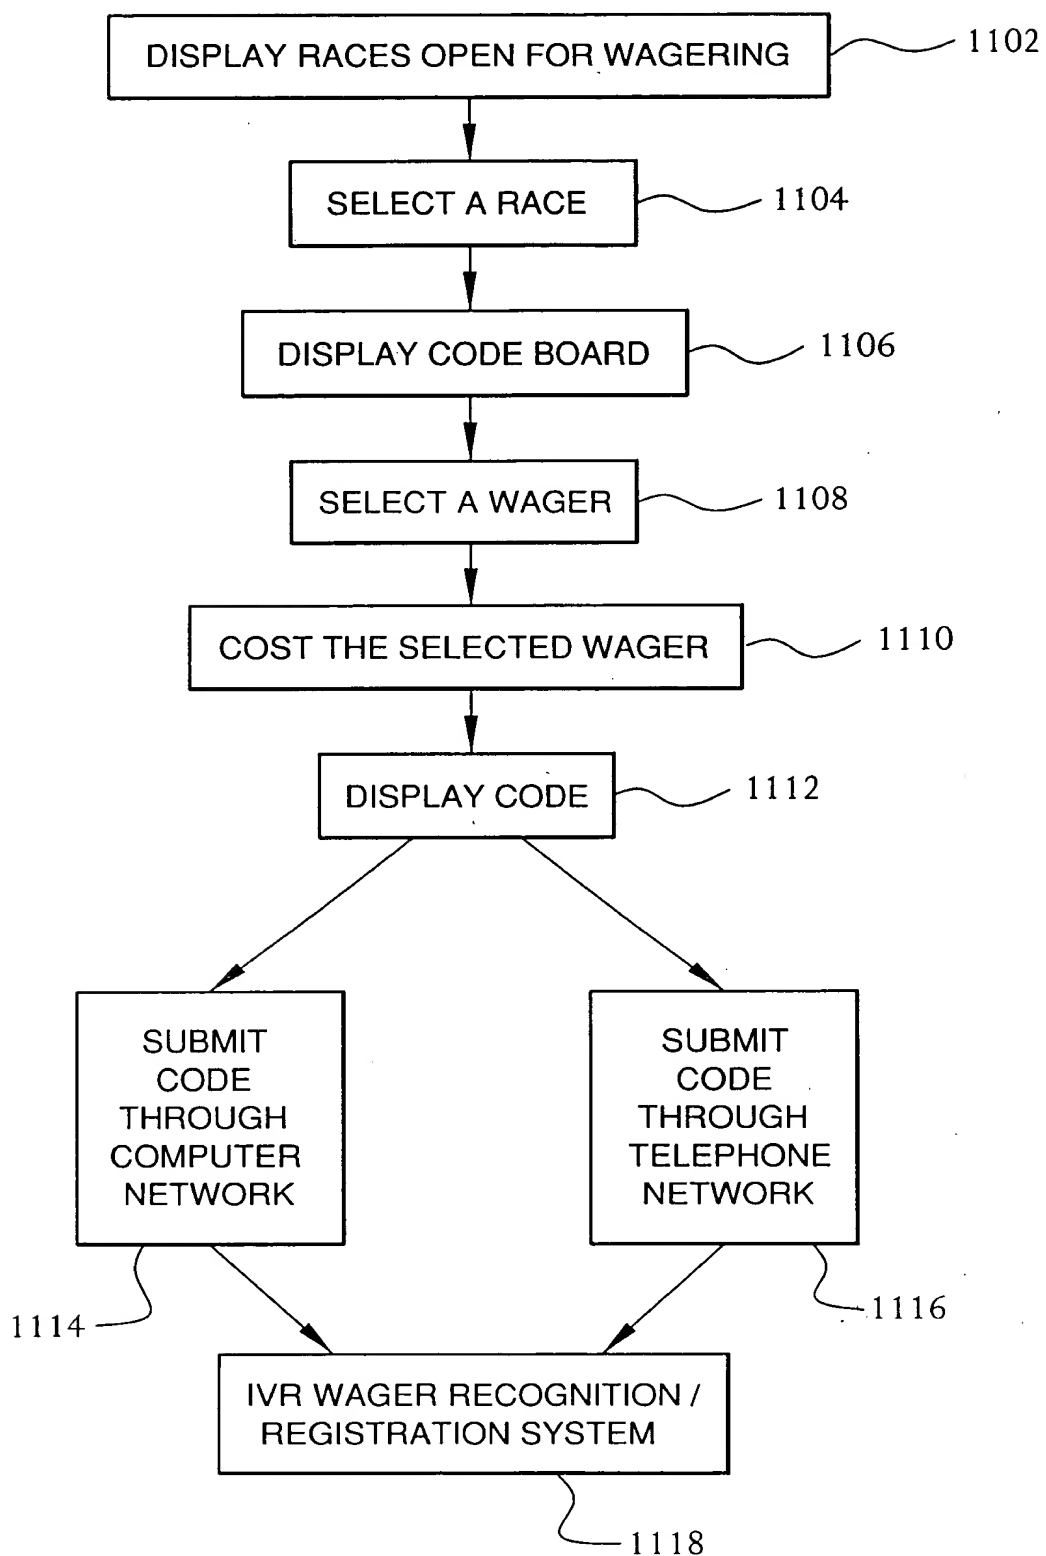 DISPLAY RACES OPEN FOR WAGERING
1102
SELECT A RACE
1104
DISPLAY CODE BOARD
1106
SELECT A WAGER
1108
COST THE SELECTED WAGER
1110
DISPLAY CODE
1112
SUBMIT
CODE
THROUGH
COMPUTER
NETWORK
1114
SUBMIT
CODE
THROUGH
TELEPHONE
NETWORK
1116
IVR WAGER RECOGNITION /
REGISTRATION SYSTEM
1118